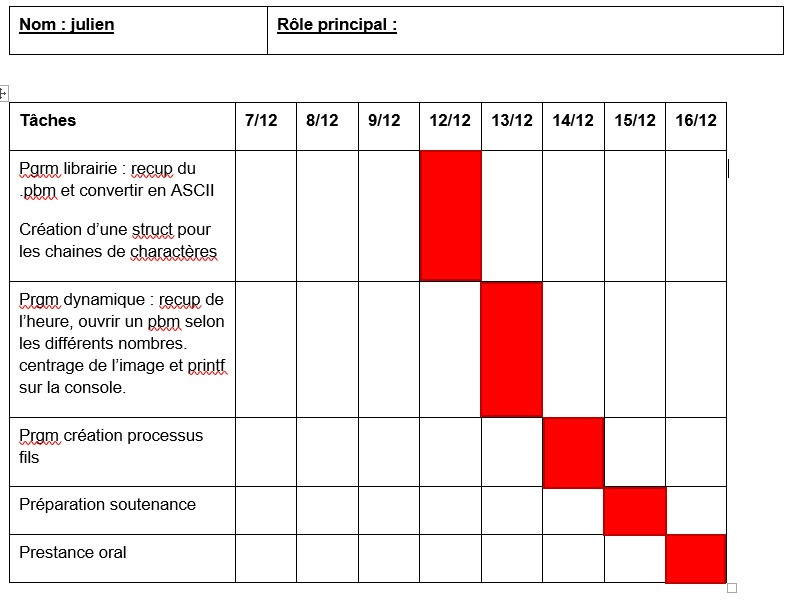 Nom : julien
Rôle principal :
Tâches 7/12 8/12 9/12 12/12 13/12 14/12 15/12 16/12
Pgrm librairie : recup du
.pbm et convertir en ASCII
Création d’une struct pour
les chaines de charactères
Prgm dynamique : recup de
l’heure, ouvrir un pbm selon
les différents nombres.
centrage de l’image et printf
sur la console.
Prgm création processus
fils
Préparation soutenance
Prestance oral